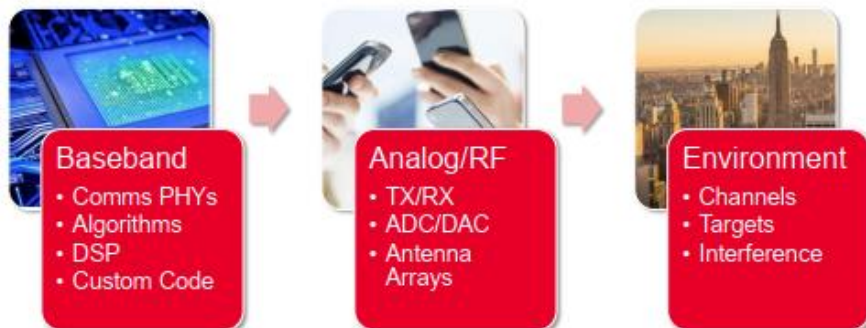 Baseband
• Comms PHYs
• Algorithms
• DSP
• Custom Code
Analog/RF
• TX/RX
• ADC/DAC
• Antenna
Arrays
Environment
• Channels
• Targets
• Interference